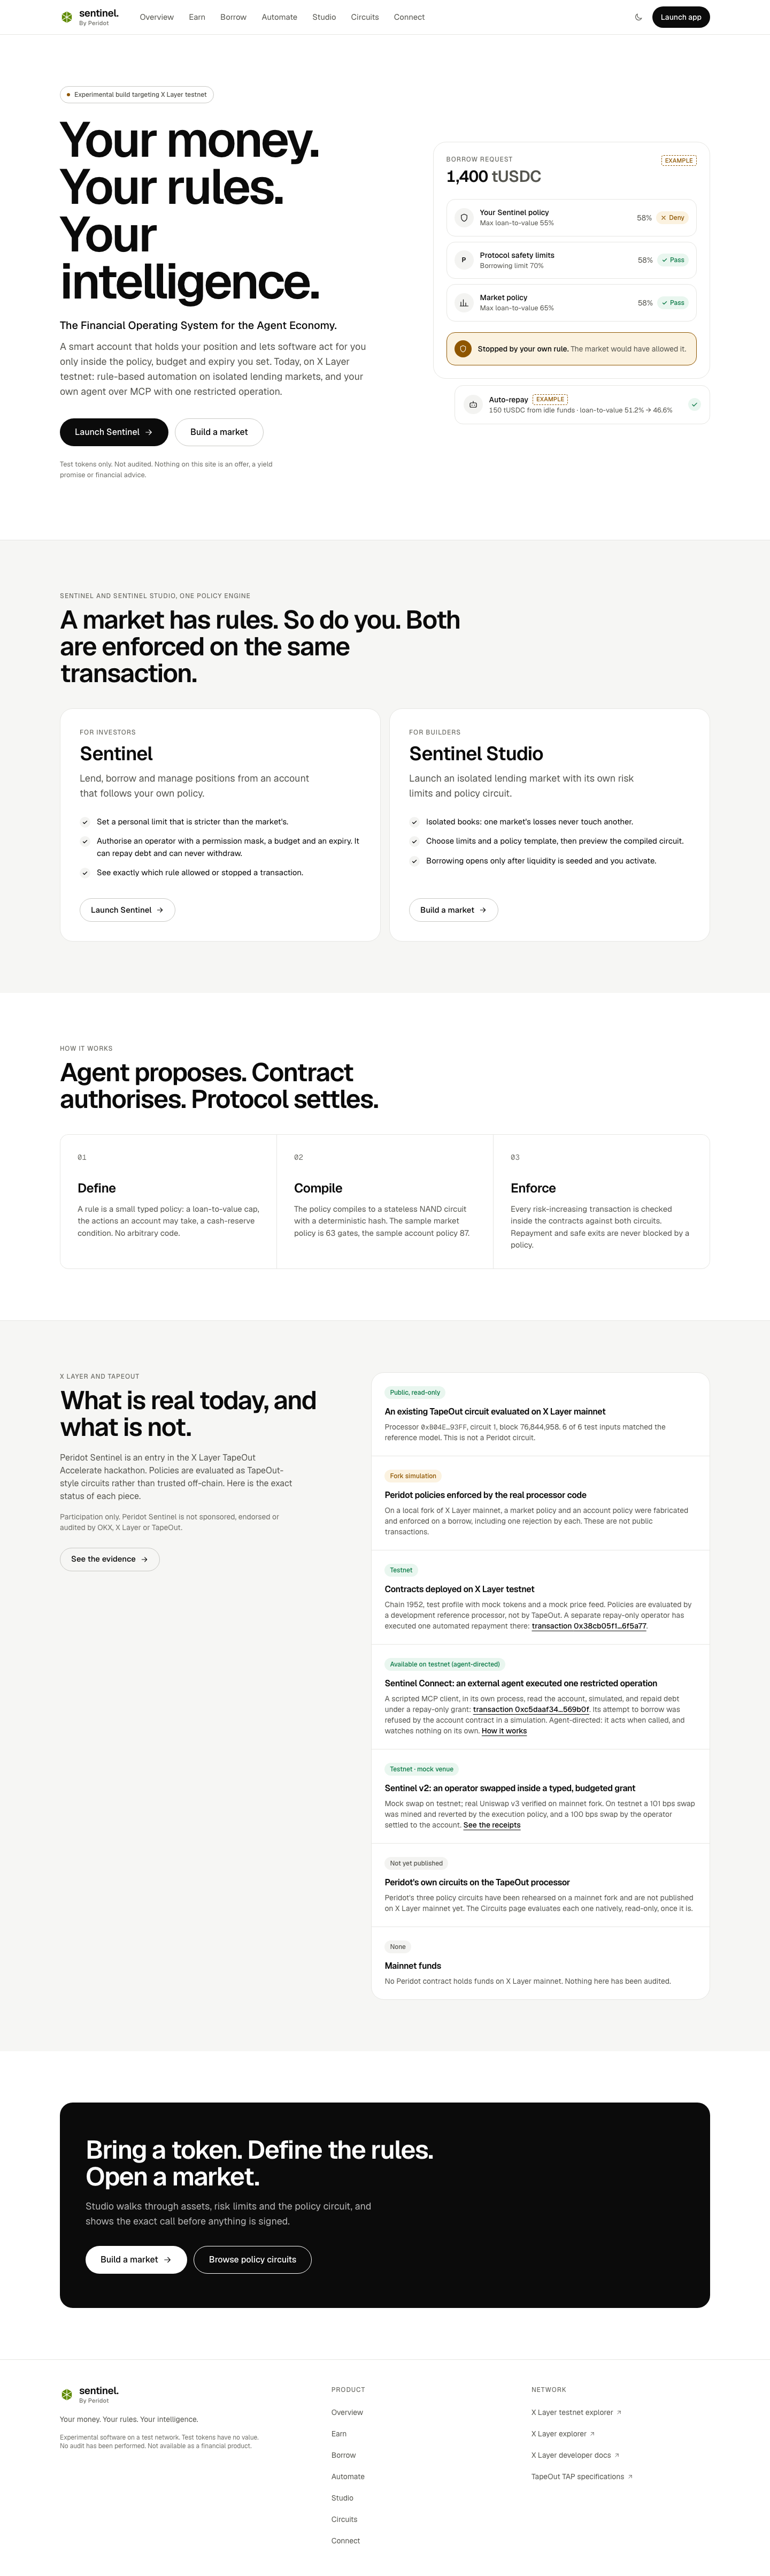 sentinel.
By Peridot
Overview
Earn
Borrow
Automate
Studio
Circuits
Connect
Launch app
Experimental build targeting X Layer testnet
Your money.
Your rules.
Your
intelligence.
The Financial Operating System for the Agent Economy.
A smart account that holds your position and lets software act for you
only inside the policy, budget and expiry you set. Today, on X Layer
testnet: rule-based automation on isolated lending markets, and your
own agent over MCP with one restricted operation.
Launch Sentinel →
Build a market
Test tokens only. Not audited. Nothing on this site is an offer, a yield
promise or financial advice.
BORROW REQUEST
EXAMPLE
1,400 tUSDC
Your Sentinel policy
Max loan-to-value 55%
58%
Deny
P
Protocol safety limits
Borrowing limit 70%
58%
Pass
Market policy
Max loan-to-value 65%
58%
Pass
Stopped by your own rule. The market would have allowed it.
Auto-repay EXAMPLE
150 tUSDC from idle funds · loan-to-value 51.2% → 46.6%
SENTINEL AND SENTINEL STUDIO, ONE POLICY ENGINE
A market has rules. So do you. Both
are enforced on the same
transaction.
FOR INVESTORS
Sentinel
Lend, borrow and manage positions from an account
that follows your own policy.
Set a personal limit that is stricter than the market's.
Authorise an operator with a permission mask, a budget and an expiry. It
can repay debt and can never withdraw.
See exactly which rule allowed or stopped a transaction.
Launch Sentinel →
FOR BUILDERS
Sentinel Studio
Launch an isolated lending market with its own risk
limits and policy circuit.
Isolated books: one market's losses never touch another.
Choose limits and a policy template, then preview the compiled circuit.
Borrowing opens only after liquidity is seeded and you activate.
Build a market →
HOW IT WORKS
Agent proposes. Contract
authorises. Protocol settles.
01
Define
A rule is a small typed policy: a loan-to-value cap,
the actions an account may take, a cash-reserve
condition. No arbitrary code.
02
Compile
The policy compiles to a stateless NAND circuit
with a deterministic hash. The sample market
policy is 63 gates, the sample account policy 87.
03
Enforce
Every risk-increasing transaction is checked
inside the contracts against both circuits.
Repayment and safe exits are never blocked by a
policy.
X LAYER AND TAPEOUT
What is real today, and
what is not.
Peridot Sentinel is an entry in the X Layer TapeOut
Accelerate hackathon. Policies are evaluated as TapeOut-
style circuits rather than trusted off-chain. Here is the exact
status of each piece.
Participation only. Peridot Sentinel is not sponsored, endorsed or
audited by OKX, X Layer or TapeOut.
See the evidence →
Public, read-only
An existing TapeOut circuit evaluated on X Layer mainnet
Processor 0x804E…93FF, circuit 1, block 76,844,958. 6 of 6 test inputs matched the
reference model. This is not a Peridot circuit.
Fork simulation
Peridot policies enforced by the real processor code
On a local fork of X Layer mainnet, a market policy and an account policy were fabricated
and enforced on a borrow, including one rejection by each. These are not public
transactions.
Testnet
Contracts deployed on X Layer testnet
Chain 1952, test profile with mock tokens and a mock price feed. Policies are evaluated by
a development reference processor, not by TapeOut. A separate repay-only operator has
executed one automated repayment there: transaction 0x38cb05f1…6f5a77.
Available on testnet (agent-directed)
Sentinel Connect: an external agent executed one restricted operation
A scripted MCP client, in its own process, read the account, simulated, and repaid debt
under a repay-only grant: transaction 0xc5daaf34…569b0f. Its attempt to borrow was
refused by the account contract in a simulation. Agent-directed: it acts when called, and
watches nothing on its own. How it works
Testnet · mock venue
Sentinel v2: an operator swapped inside a typed, budgeted grant
Mock swap on testnet; real Uniswap v3 verified on mainnet fork. On testnet a 101 bps swap
was mined and reverted by the execution policy, and a 100 bps swap by the operator
settled to the account. See the receipts
Not yet published
Peridot's own circuits on the TapeOut processor
Peridot's three policy circuits have been rehearsed on a mainnet fork and are not published
on X Layer mainnet yet. The Circuits page evaluates each one natively, read-only, once it is.
None
Mainnet funds
No Peridot contract holds funds on X Layer mainnet. Nothing here has been audited.
Bring a token. Define the rules.
Open a market.
Studio walks through assets, risk limits and the policy circuit, and
shows the exact call before anything is signed.
Build a market →
Browse policy circuits
sentinel.
By Peridot
Your money. Your rules. Your intelligence.
Experimental software on a test network. Test tokens have no value.
No audit has been performed. Not available as a financial product.
PRODUCT
Overview
Earn
Borrow
Automate
Studio
Circuits
Connect
NETWORK
X Layer testnet explorer ↗
X Layer explorer ↗
X Layer developer docs ↗
TapeOut TAP specifications ↗